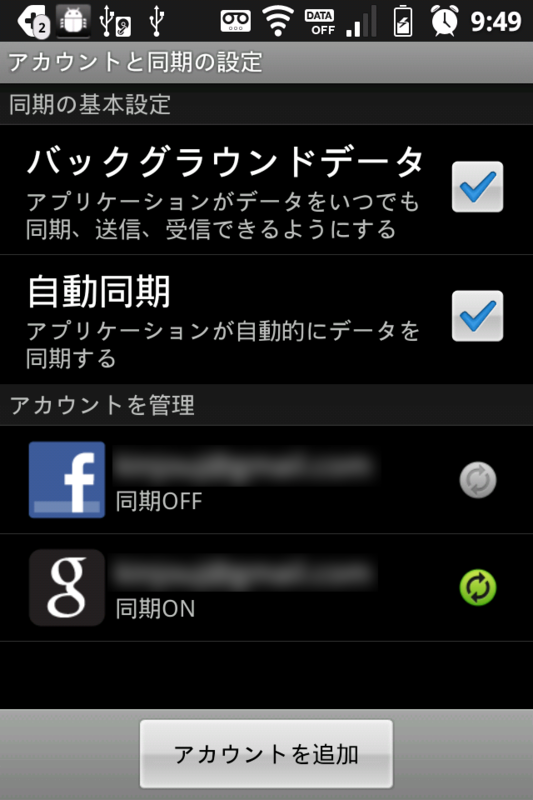 2
DATA
OFF
9:49
アカウントと同期の設定
同期の基本設定
バックグラウンドデータ
アプリケーションがデータをいつでも
同期、送信、受信できるようにする
自動同期
アプリケーションが自動的にデータを
同期する
アカウントを管理
f
同期OFF
g
同期ON
アカウントを追加